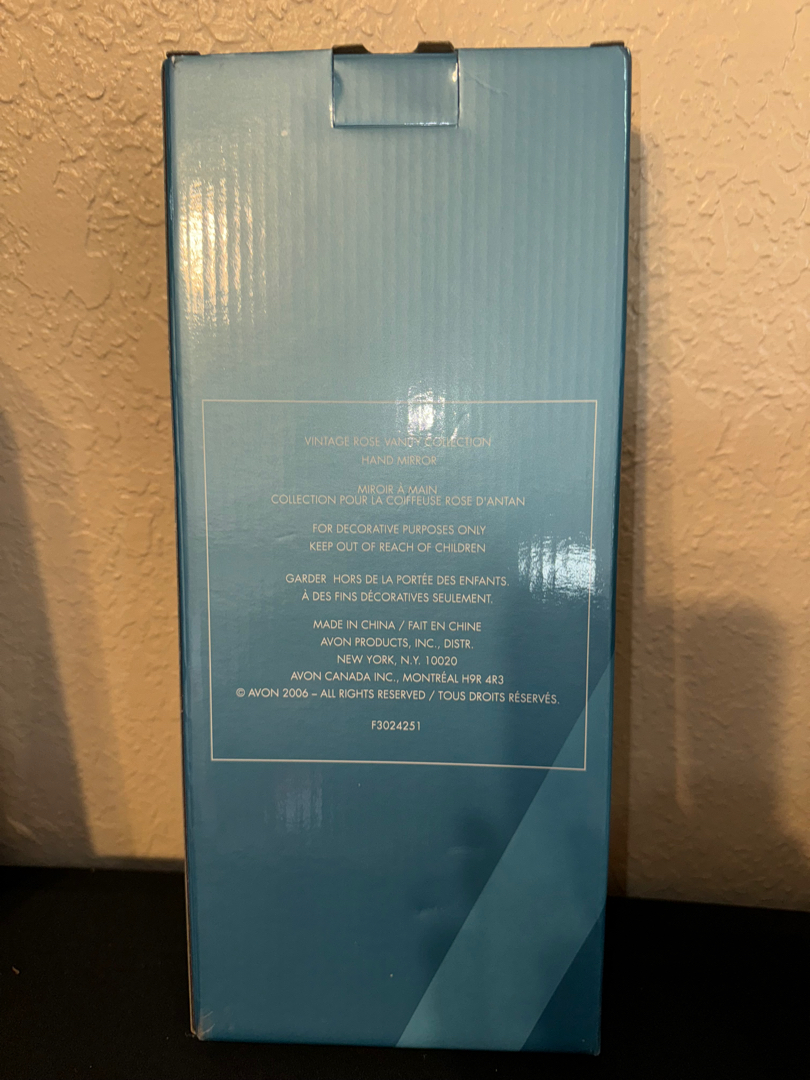 VINTAGE ROSE VANITY COLLECTION
HAND MIRROR
MIROIR À MAIN
COLLECTION POUR LA COIFFEUSE ROSE D'ANTAN
FOR DECORATIVE PURPOSES ONLY
KEEP OUT OF REACH OF CHILDREN
GARDER HORS DE LA PORTÉE DES ENFANTS.
À DES FINS DÉCORATIVES SEULEMENT.
MADE IN CHINA / FAIT EN CHINE
AVON PRODUCTS, INC., DISTR.
NEW YORK, N.Y. 10020
AVON CANADA INC., MONTRÉAL H9R 4R3
© AVON 2006 – ALL RIGHTS RESERVED / TOUS DROITS RÉSERVÉS.
F3024251